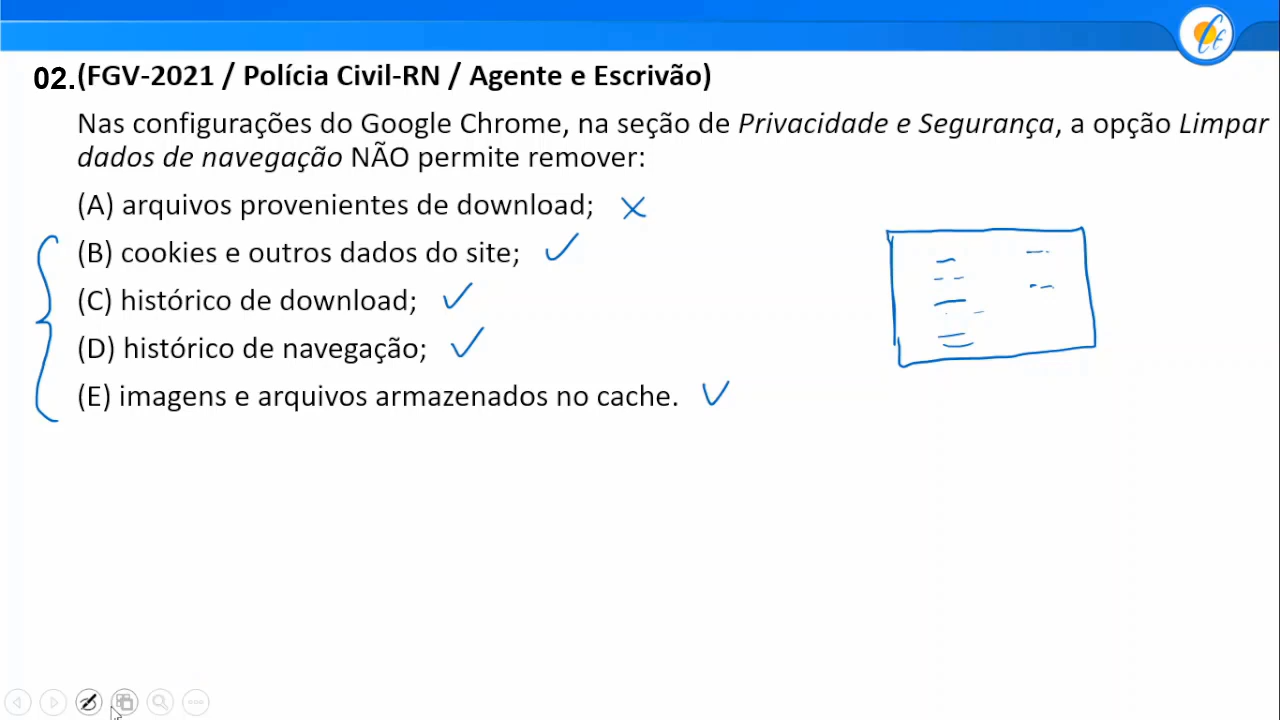 02.(FGV-2021 / Polícia Civil-RN / Agente e Escrivão)
Nas configurações do Google Chrome, na seção de Privacidade e Segurança, a opção Limpar
dados de navegação NÃO permite remover:
(A) arquivos provenientes de download;
(B) cookies e outros dados do site;
(C) histórico de download;
(D) histórico de navegação;
(E) imagens e arquivos armazenados no cache.